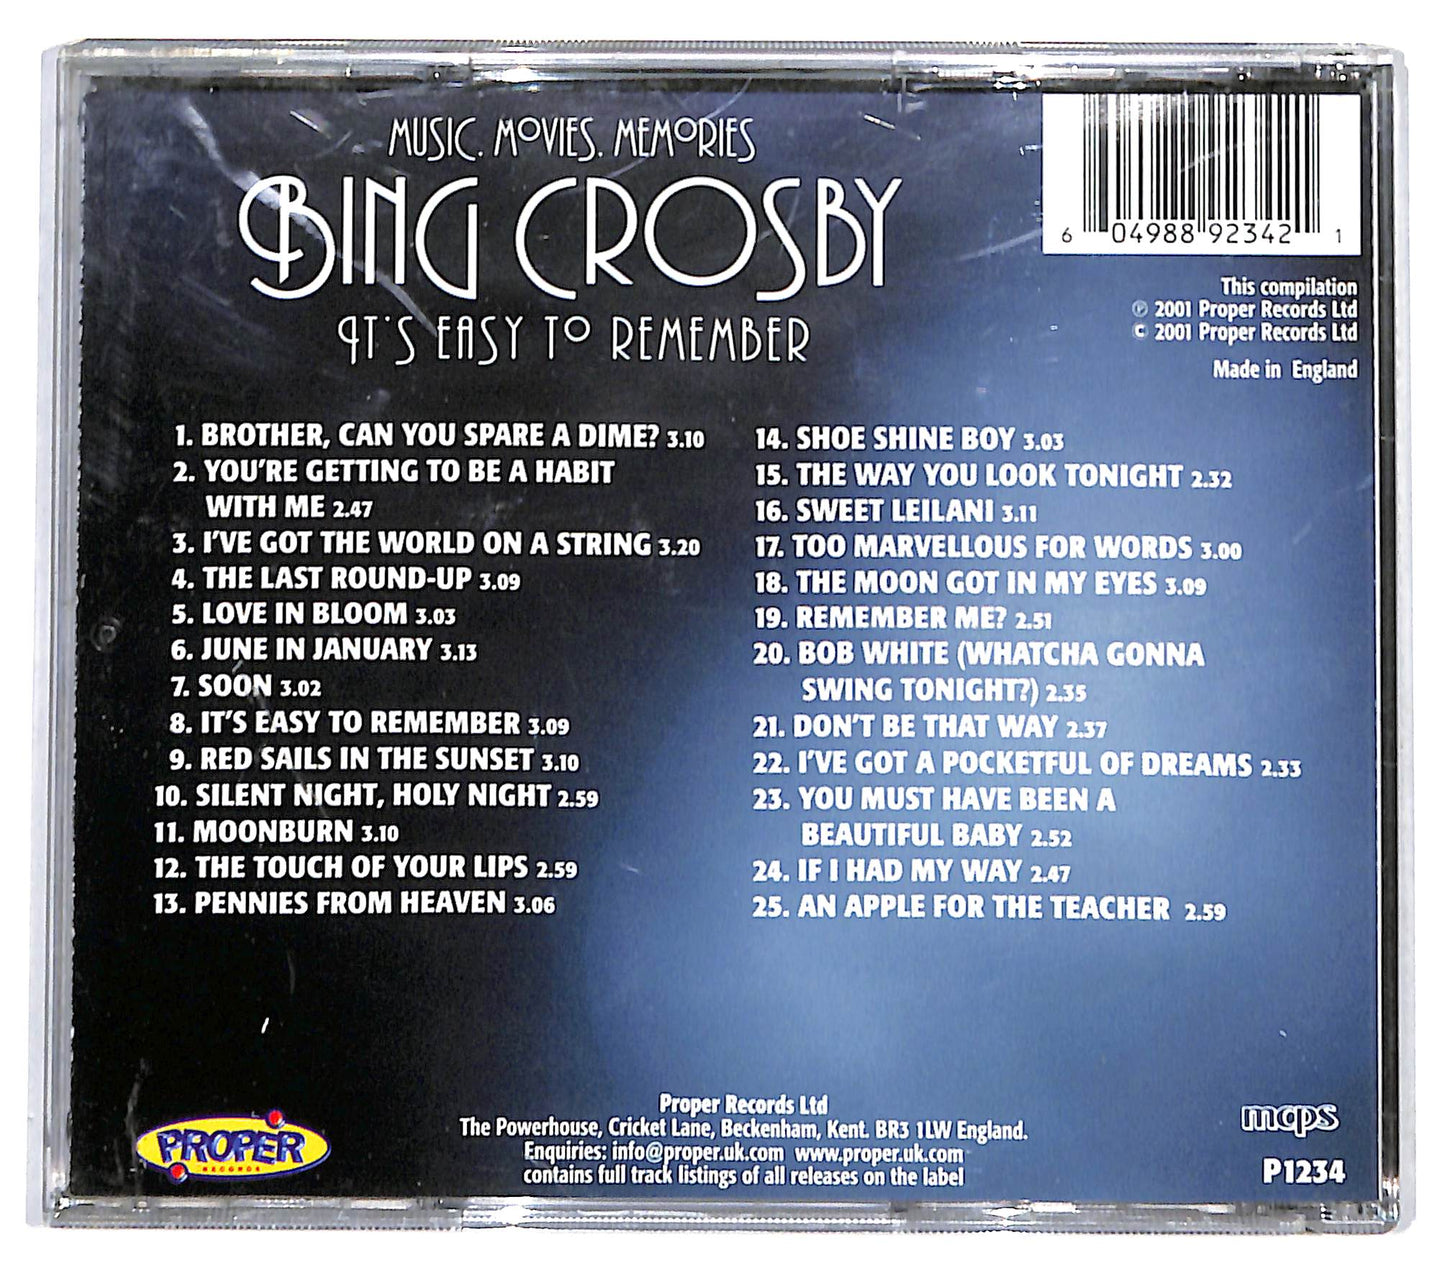 MUSIC. MOVIES. MEMORIES
BING CROSBY
IT'S EASY TO REMEMBER
6 04988 92342 1
This compilation
℗ 2001 Proper Records Ltd
© 2001 Proper Records Ltd
Made in England
1. BROTHER, CAN YOU SPARE A DIME? 3.10
2. YOU'RE GETTING TO BE A HABIT
WITH ME 2.47
3. I'VE GOT THE WORLD ON A STRING 3.20
4. THE LAST ROUND-UP 3.09
5. LOVE IN BLOOM 3.03
6. JUNE IN JANUARY 3.13
7. SOON 3.02
8. IT'S EASY TO REMEMBER 3.09
9. RED SAILS IN THE SUNSET 3.10
10. SILENT NIGHT, HOLY NIGHT 2.59
11. MOONBURN 3.10
12. THE TOUCH OF YOUR LIPS 2.59
13. PENNIES FROM HEAVEN 3.06
14. SHOE SHINE BOY 3.03
15. THE WAY YOU LOOK TONIGHT 2.32
16. SWEET LEILANI 3.11
17. TOO MARVELLOUS FOR WORDS 3.00
18. THE MOON GOT IN MY EYES 3.09
19. REMEMBER ME? 2.51
20. BOB WHITE (WHATCHA GONNA
SWING TONIGHT?) 2.35
21. DON'T BE THAT WAY 2.37
22. I'VE GOT A POCKETFUL OF DREAMS 2.33
23. YOU MUST HAVE BEEN A
BEAUTIFUL BABY 2.52
24. IF I HAD MY WAY 2.47
25. AN APPLE FOR THE TEACHER 2.59
PROPER
RECORDS
Proper Records Ltd
The Powerhouse, Cricket Lane, Beckenham, Kent. BR3 1LW England.
Enquiries: info@proper.uk.com www.proper.uk.com
contains full track listings of all releases on the label
mcps
P1234